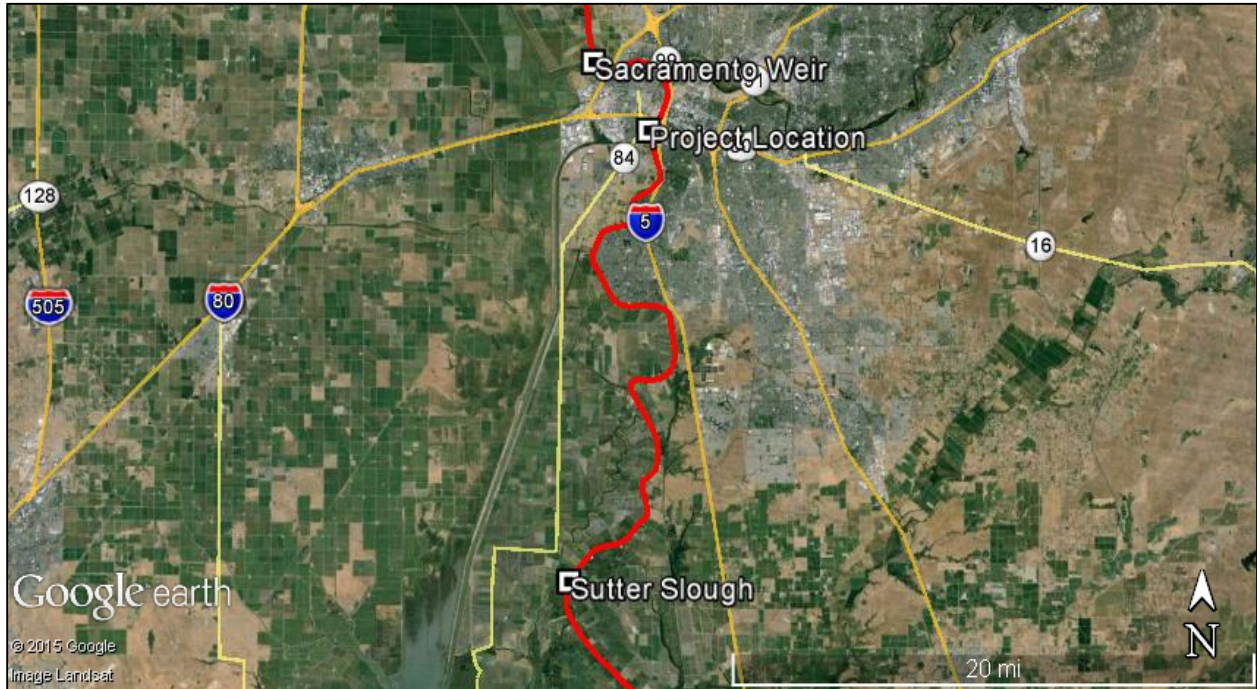 99
Sacramento Weir
Project Location
84
128
5
16
505
80
Sutter Slough
Google earth
© 2015 Google
Image Landsat
N
20 mi